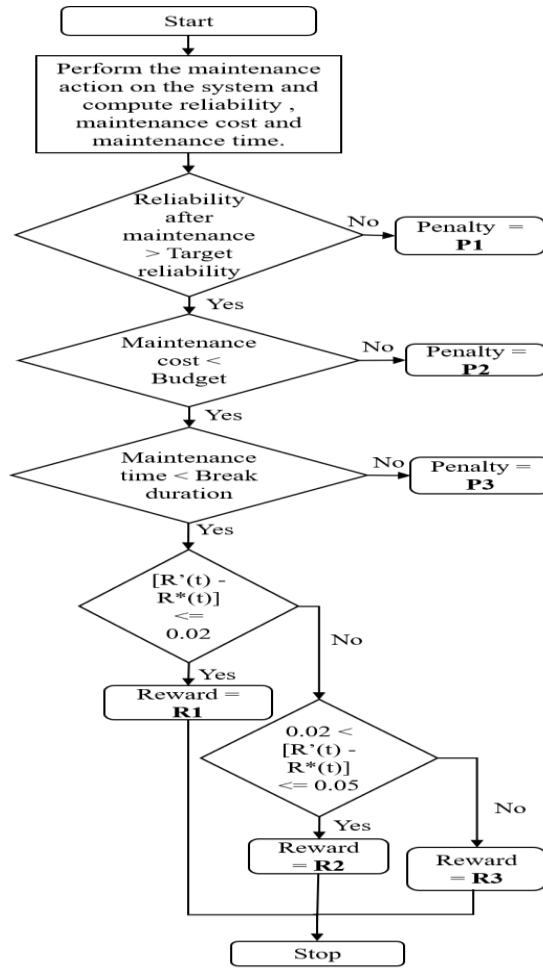 Start
Perform the maintenance
action on the system and
compute reliability ,
maintenance cost and
maintenance time.
Reliability
after
maintenance
> Target
reliability
No
Penalty =
P1
Yes
Maintenance
cost <
Budget
No
Penalty =
P2
Yes
Maintenance
time < Break
duration
No
Penalty =
P3
Yes
[R’(t) -
R*(t)]
<=
0.02
No
Yes
Reward =
R1
0.02 <
[R’(t) -
R*(t)]
<= 0.05
No
Yes
Reward
= R2
Reward
= R3
Stop